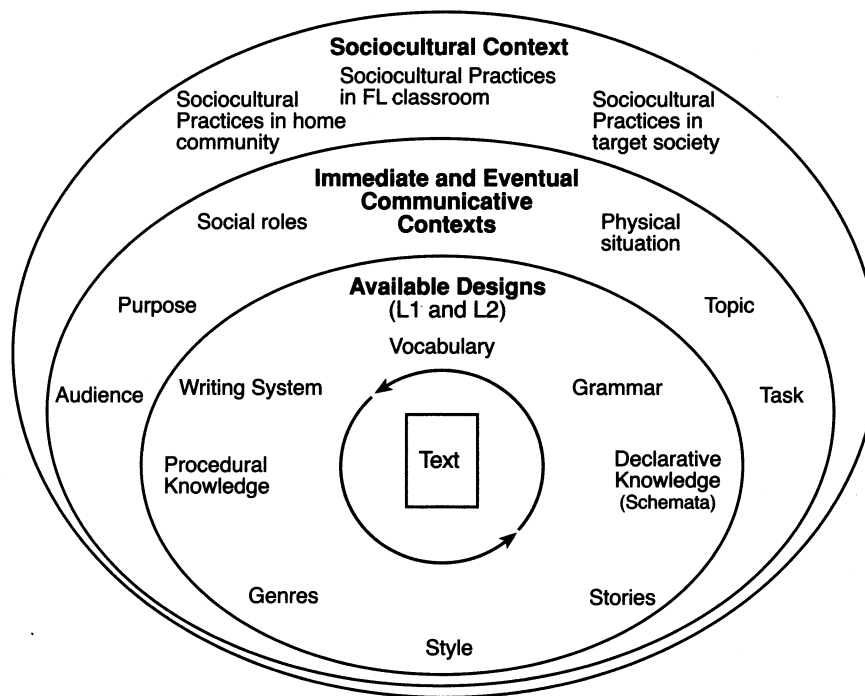 Sociocultural Context
Sociocultural Practices
in FL classroom
Sociocultural
Practices in home
community
Sociocultural
Practices in
target society
Immediate and Eventual
Communicative
Contexts
Social roles
Physical
situation
Purpose
Topic
Audience
Task
Available Designs
(L1 and L2)
Vocabulary
Writing System
Grammar
Procedural
Knowledge
Text
Declarative
Knowledge
(Schemata)
Genres
Stories
Style